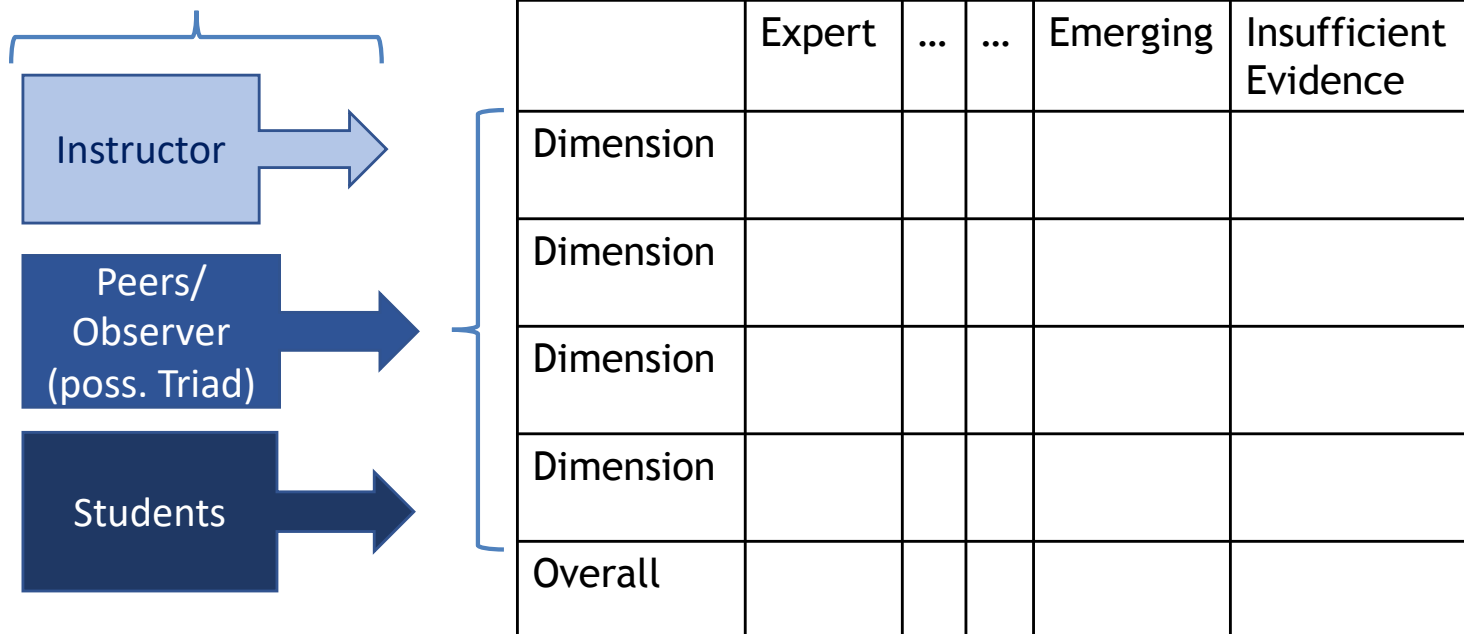 Expert … … Emerging Insufficient
Evidence
Instructor
Dimension
Dimension
Peers/
Observer
(poss. Triad)
Dimension
Dimension
Students
Overall